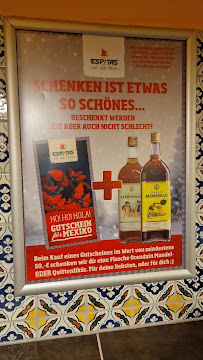 ESPITAS
SCHENKEN IST ETWAS
SO SCHÖNES...
BESCHENKT WERDEN
IST ABER AUCH NICHT SCHLECHT!
ESPITAS
HO! HO! HOLA!
GUTSCHEIN
MEXIKO
+
Beim Kauf eines Gutscheines im Wert von mindestens
50,-€ schenken wir dir eine Flasche Orendain Mandel-
ODER Quittenlikör. Für deine liebsten, oder für dich ;)